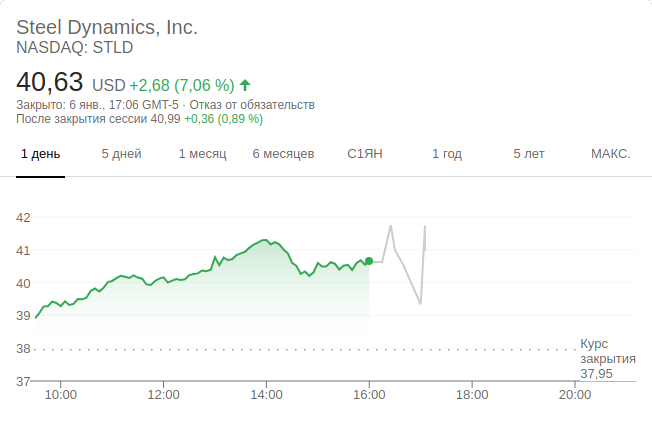 Steel Dynamics, Inc.
NASDAQ: STLD
40,63 USD +2,68 (7,06 %)
Закрыто: 6 янв., 17:06 GMT-5 · Отказ от обязательств
После закрытия сессии 40,99 +0,36 (0,89 %)
1 день 5 дней 1 месяц 6 месяцев С1ЯН 1 год 5 лет МАКС.
42
41
40
39
38
Курс
закрытия
37,95
37
10:00 12:00 14:00 16:00 18:00 20:00